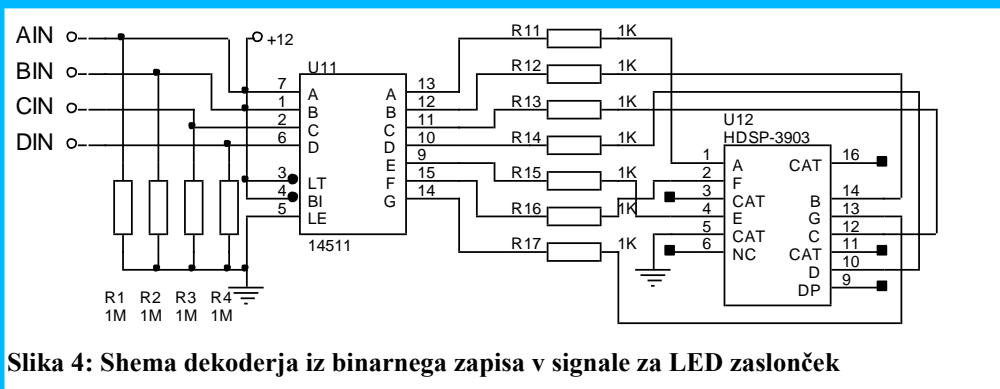 AIN
BIN
CIN
DIN
+12
U11
7 A A 13
1 B B 12
2 C C 11
6 D D 10
E 9
3 LT F 15
4 BI G 14
5 LE
14511
R1 R2 R3 R4
1M 1M 1M 1M
R11 1K
R12 1K
R13 1K
R14 1K
R15 1K
R16 1K
R17 1K
U12
HDSP-3903
1 A CAT 16
2 F
3 CAT B 14
4 E G 13
5 CAT C 12
6 NC CAT 11
D 10
DP 9
Slika 4: Shema dekoderja iz binarnega zapisa v signale za LED zaslonček